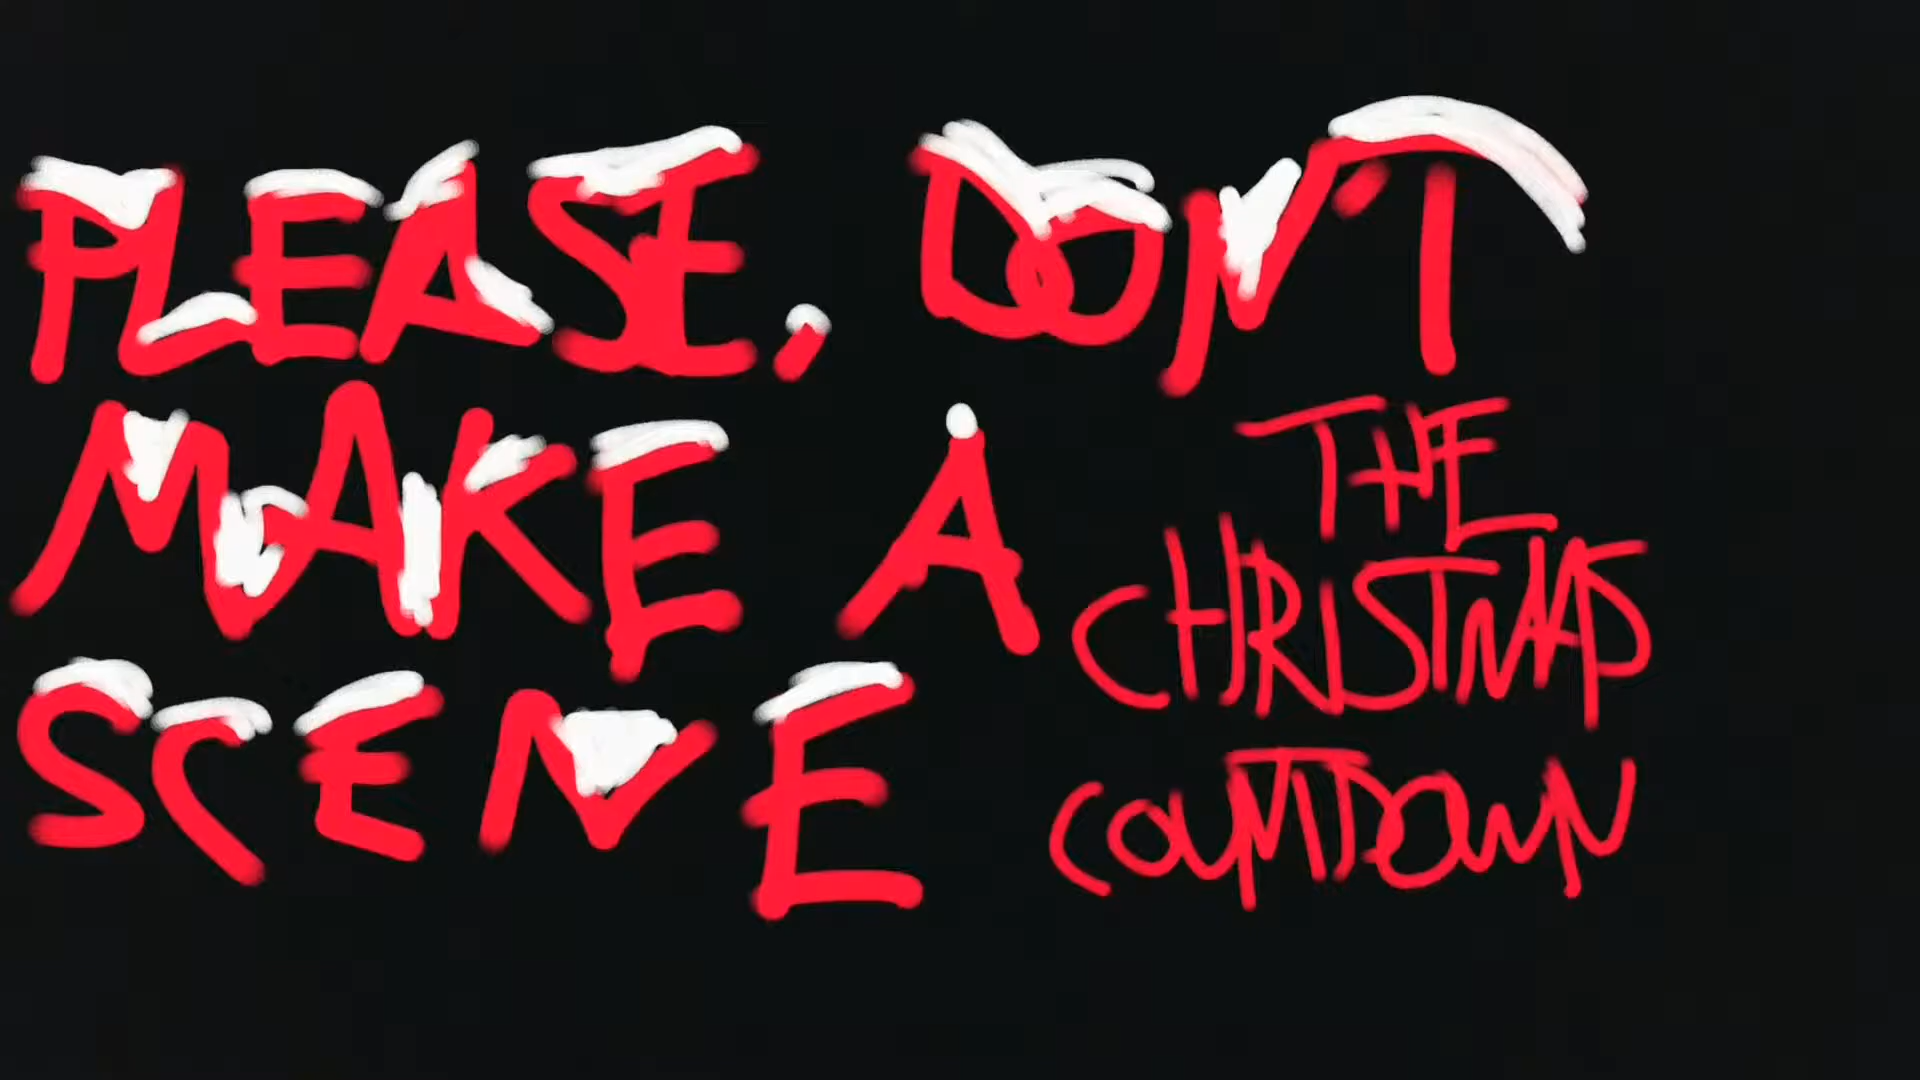 PLEASE, DON'T
MAKE A
SCENE
THE
CHRISTMAS
COUNTDOWN